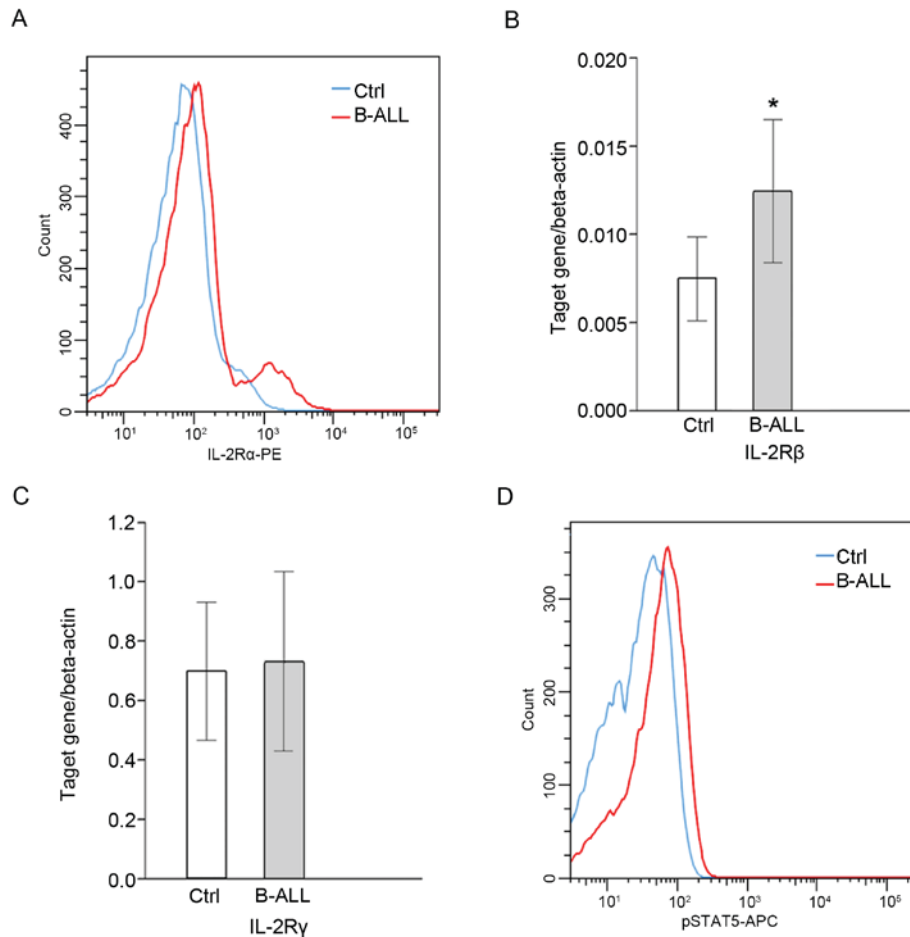 A
Ctrl
B-ALL
Count
0
100
200
300
400
10¹
10²
10³
10⁴
10⁵
IL-2Rα-PE
B
Taget gene/beta-actin
0.020
0.015
0.010
0.005
0.000
*
Ctrl
B-ALL
IL-2Rβ
C
Taget gene/beta-actin
1.2
1.0
0.8
0.6
0.4
0.2
0.0
Ctrl
B-ALL
IL-2Rγ
D
Ctrl
B-ALL
Count
0
100
200
300
10¹
10²
10³
10⁴
10⁵
pSTAT5-APC